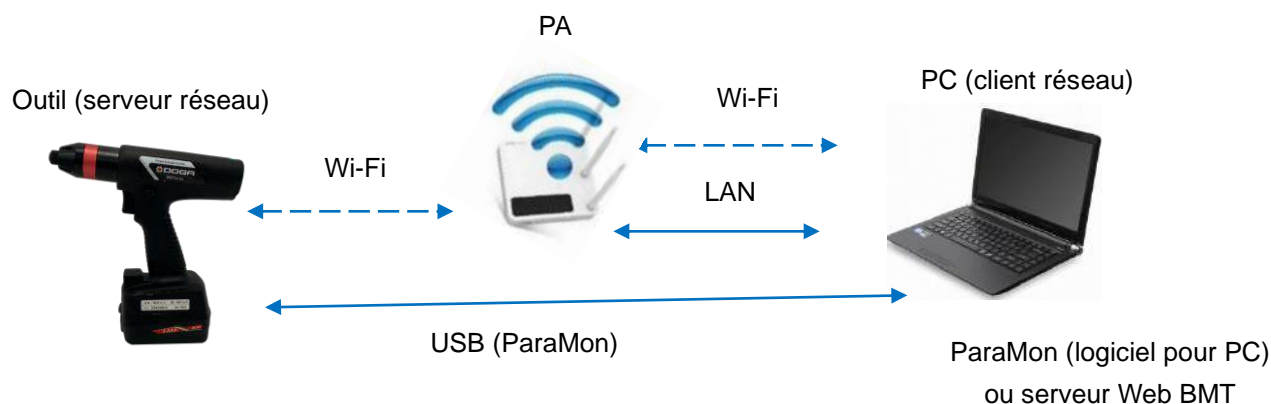 PA
Outil (serveur réseau)
Wi-Fi
PC (client réseau)
Wi-Fi
LAN
DOGA
USB (ParaMon)
ParaMon (logiciel pour PC)
ou serveur Web BMT